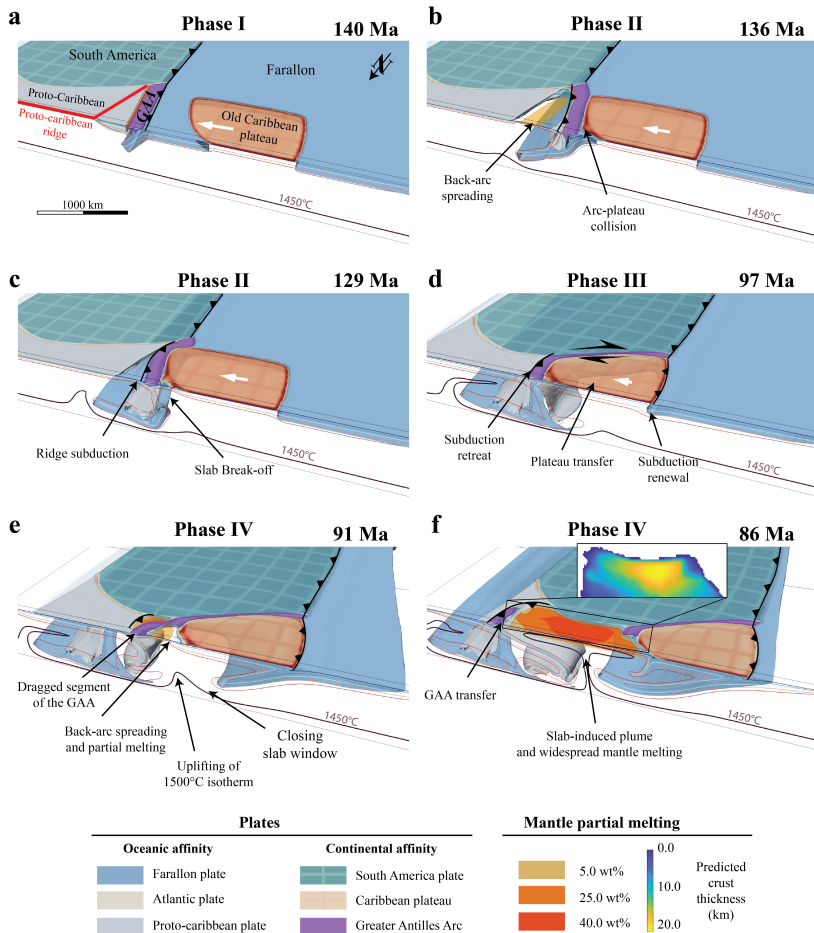 a
Phase I
140 Ma
South America
Farallon
N
Proto-Caribbean
GAA
Proto-caribbean
ridge
Old Caribbean
plateau
1450°C
1000 km
b
Phase II
136 Ma
Back-arc
spreading
Arc-plateau
collision
1450°C
c
Phase II
129 Ma
Ridge subduction
Slab Break-off
1450°C
d
Phase III
97 Ma
Subduction
retreat
Plateau transfer
Subduction
renewal
e
Phase IV
91 Ma
Dragged segment
of the GAA
Back-arc spreading
and partial melting
Uplifting of
1500°C isotherm
Closing
slab window
1450°C
f
Phase IV
86 Ma
GAA transfer
Slab-induced plume
and widespread mantle melting
1450°C
Plates
Oceanic affinity
Farallon plate
Atlantic plate
Proto-caribbean plate
Continental affinity
South America plate
Caribbean plateau
Greater Antilles Arc
Mantle partial melting
5.0 wt%
25.0 wt%
40.0 wt%
0.0
10.0
20.0
Predicted
crust
thickness
(km)